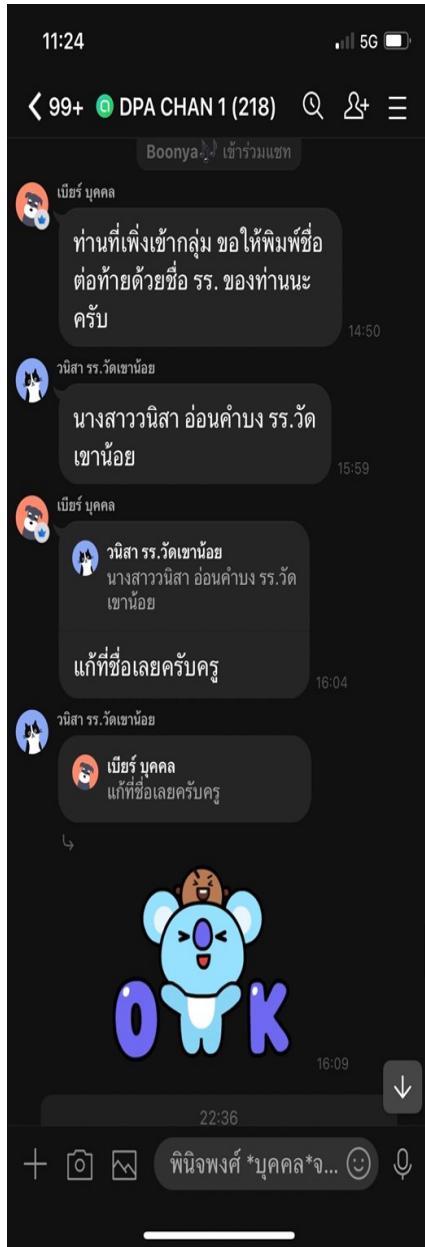 11:24 5G
99+ DPA CHAN 1 (218)
Boonya เข้าร่วมแชท
เบียร์ บุคคล
ท่านที่เพิ่งเข้ากลุ่ม ขอให้พิมพ์ชื่อ
ต่อท้ายด้วยชื่อ รร. ของท่านนะ
ครับ
14:50
วนิสา รร.วัดเขาน้อย
นางสาววนิสา อ่อนคำบง รร.วัด
เขาน้อย
15:59
เบียร์ บุคคล
วนิสา รร.วัดเขาน้อย
นางสาววนิสา อ่อนคำบง รร.วัด
เขาน้อย
แก้ที่ชื่อเลยครับครู
16:04
วนิสา รร.วัดเขาน้อย
เบียร์ บุคคล
แก้ที่ชื่อเลยครับครู
OK
16:09
22:36
พินิจพงศ์ *บุคคล*จ...